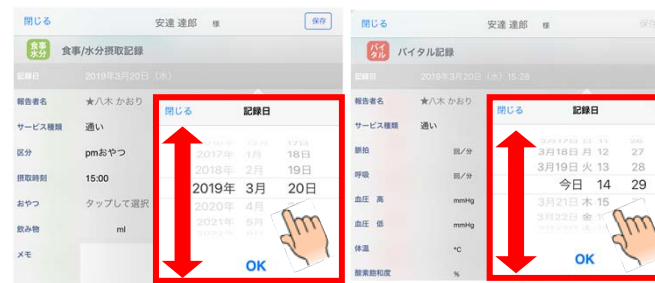 閉じる 安達 達郎 様 保存
食事水分 食事/水分摂取記録
記録日 2019年3月20日（水）
報告者名 ★八木 かおり
サービス種類 通い
区分 pmおやつ
摂取時刻 15:00
おやつ タップして選択
飲み物 ml
メモ
閉じる 記録日
2017年 1月 18日
2018年 2月 19日
2019年 3月 20日
2020年 4月
2021年 5月
OK
閉じる 安達 達郎 様 保存
バイタル バイタル記録
記録日 2019年3月20日（水）15:28
報告者名 ★八木 かおり
サービス種類 通い
脈拍 回/分
呼吸 回/分
血圧 高 mmHg
血圧 低 mmHg
体温 ℃
酸素飽和度 %
閉じる 記録日
3月18日 月 12 27
3月19日 火 13 28
今日 14 29
3月21日 木 15
3月22日 金
OK